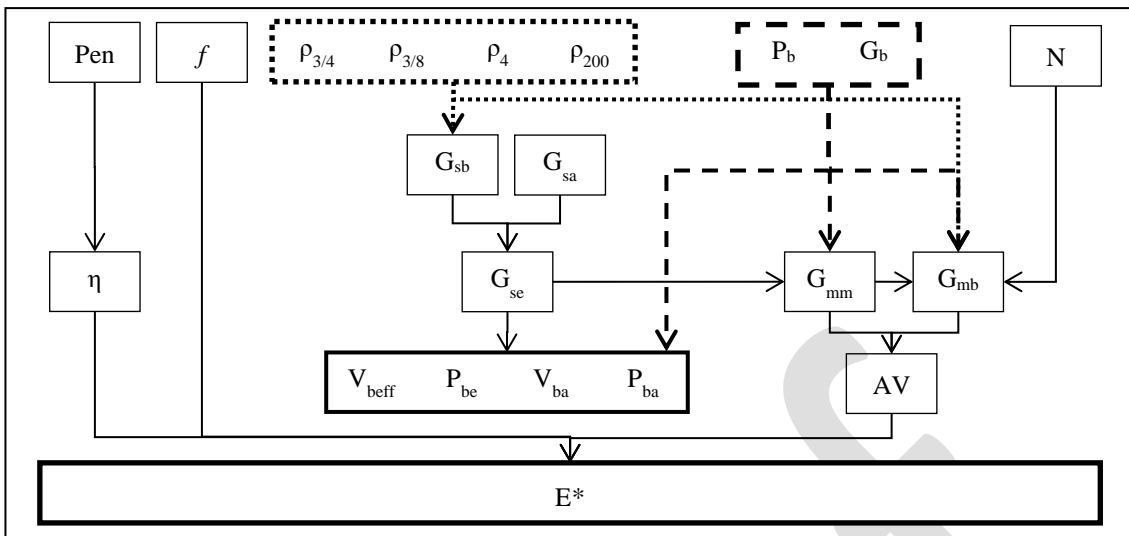 Pen f ρ3/4 ρ3/8 ρ4 ρ200 Pb Gb N
Gsb Gsa
η Gse Gmm Gmb
Vbeff Pbe Vba Pba AV
E*